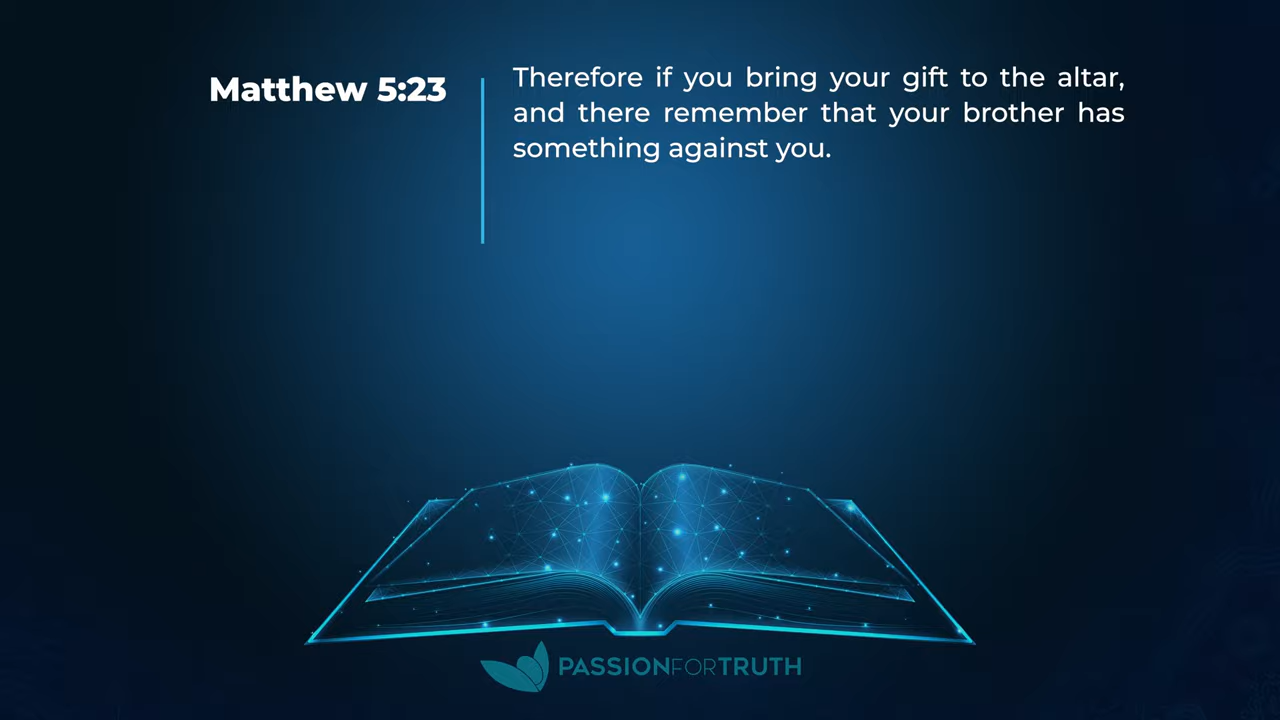 Matthew 5:23
Therefore if you bring your gift to the altar,
and there remember that your brother has
something against you.
PASSIONFORTRUTH